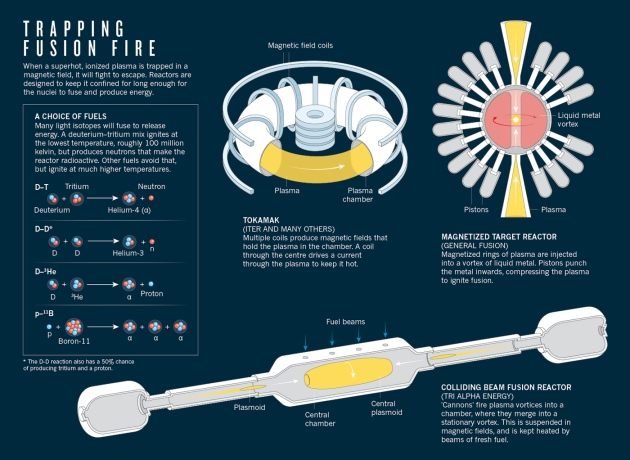 TRAPPING
FUSION FIRE
When a superhot, ionized plasma is trapped in a
magnetic field, it will fight to escape. Reactors are
designed to keep it confined for long enough for
the nuclei to fuse and produce energy.
A CHOICE OF FUELS
Many light isotopes will fuse to release
energy. A deuterium–tritium mix ignites at
the lowest temperature, roughly 100 million
kelvin, but produces neutrons that make the
reactor radioactive. Other fuels avoid that,
but ignite at much higher temperatures.
D–T Tritium Neutron
+ +
Deuterium Helium-4 (α)
D–D*
+ +
D D Helium-3 n
D–³He
+ +
D ³He α Proton
p–¹¹B
+ + +
p Boron-11 α α α
* The D-D reaction also has a 50% chance
of producing tritium and a proton.
Magnetic field coils
Plasma
Plasma
chamber
TOKAMAK
(ITER AND MANY OTHERS)
Multiple coils produce magnetic fields that
hold the plasma in the chamber. A coil
through the centre drives a current
through the plasma to keep it hot.
Liquid metal
vortex
Pistons
Plasma
MAGNETIZED TARGET REACTOR
(GENERAL FUSION)
Magnetized rings of plasma are injected
into a vortex of liquid metal. Pistons punch
the metal inwards, compressing the plasma
to ignite fusion.
Fuel beams
Plasmoid
Central
chamber
Central
plasmoid
COLLIDING BEAM FUSION REACTOR
(TRI ALPHA ENERGY)
'Cannons' fire plasma vortices into a
chamber, where they merge into a
stationary vortex. This is suspended
in magnetic fields, and is kept heated by
beams of fresh fuel.